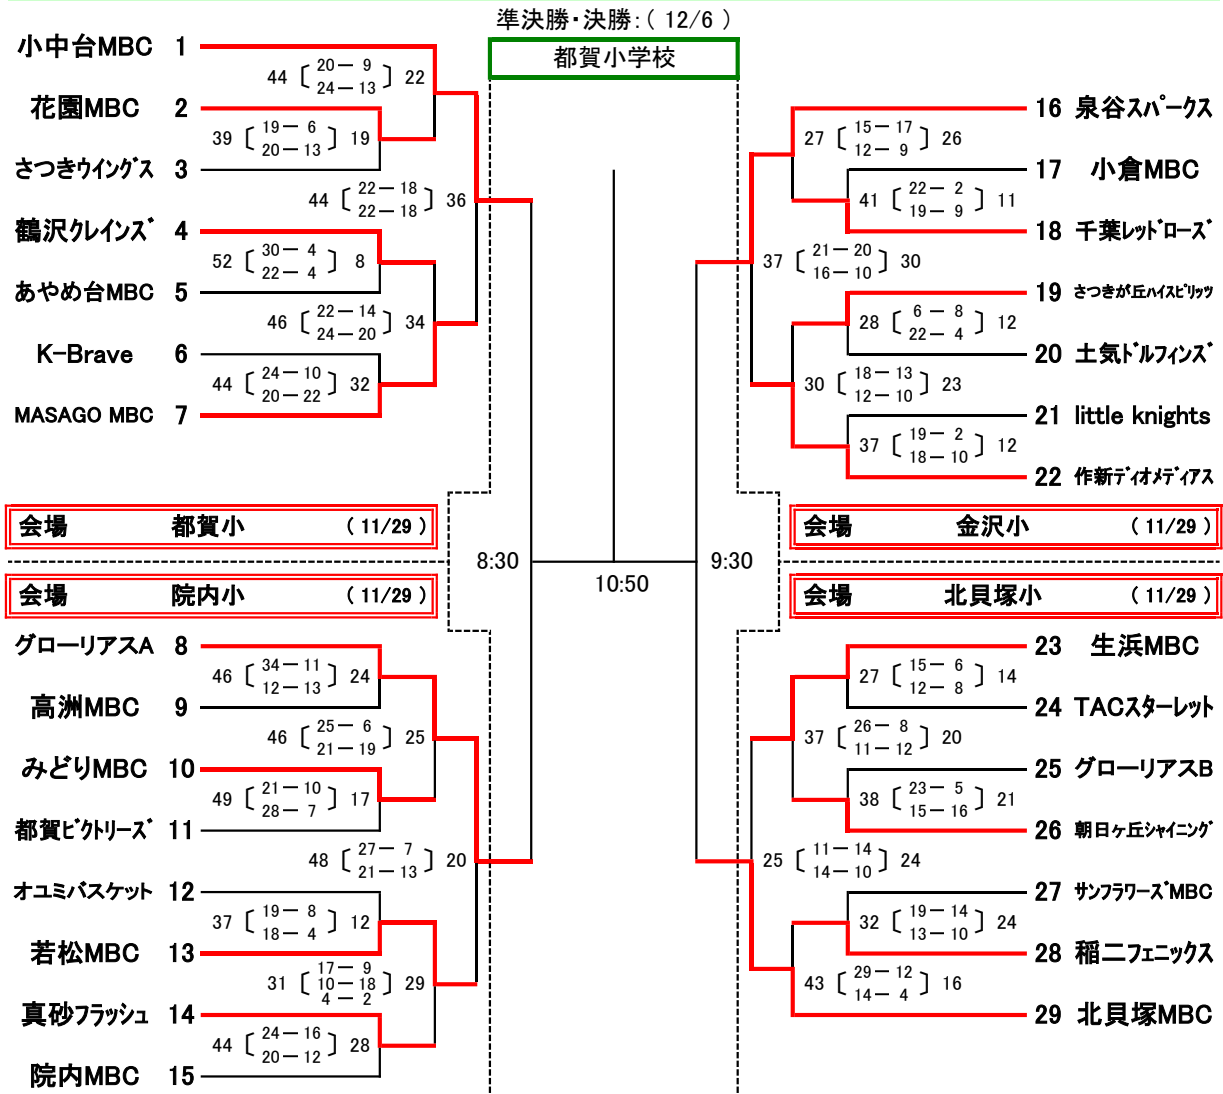 準決勝・決勝：( 12/6 )
都賀小学校
小中台MBC 1
44 〔 20 － 9 24 － 13 〕 22
花園MBC 2
39 〔 19 － 6 20 － 13 〕 19
さつきウイングス 3
44 〔 22 － 18 22 － 18 〕 36
鶴沢クレインズ 4
52 〔 30 － 4 22 － 4 〕 8
あやめ台MBC 5
46 〔 22 － 14 24 － 20 〕 34
K-Brave 6
44 〔 24 － 10 20 － 22 〕 32
MASAGO MBC 7
会場 都賀小 ( 11/29 )
16 泉谷スパークス
27 〔 15 － 17 12 － 9 〕 26
17 小倉MBC
41 〔 22 － 2 19 － 9 〕 11
18 千葉レッドローズ
37 〔 21 － 20 16 － 10 〕 30
19 さつきが丘ハイスピリッツ
28 〔 6 － 8 22 － 4 〕 12
20 土気ドルフィンズ
30 〔 18 － 13 12 － 10 〕 23
21 little knights
37 〔 19 － 2 18 － 10 〕 12
22 作新ディオメディアス
会場 金沢小 ( 11/29 )
8:30
9:30
10:50
会場 院内小 ( 11/29 )
グローリアスA 8
46 〔 34 － 11 12 － 13 〕 24
高洲MBC 9
46 〔 25 － 6 21 － 19 〕 25
みどりMBC 10
49 〔 21 － 10 28 － 7 〕 17
都賀ビクトリーズ 11
48 〔 27 － 7 21 － 13 〕 20
オユミバスケット 12
37 〔 19 － 8 18 － 4 〕 12
若松MBC 13
31 〔 17 － 9 10 － 18 4 － 2 〕 29
真砂フラッシュ 14
44 〔 24 － 16 20 － 12 〕 28
院内MBC 15
会場 北貝塚小 ( 11/29 )
23 生浜MBC
27 〔 15 － 6 12 － 8 〕 14
24 TACスターレット
37 〔 26 － 8 11 － 12 〕 20
25 グローリアスB
38 〔 23 － 5 15 － 16 〕 21
26 朝日ヶ丘シャイニング
25 〔 11 － 14 14 － 10 〕 24
27 サンフラワーズMBC
32 〔 19 － 14 13 － 10 〕 24
28 稲二フェニックス
43 〔 29 － 12 14 － 4 〕 16
29 北貝塚MBC